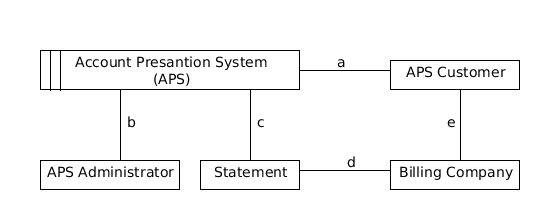 Account Presantion System
(APS)
a
APS Customer
b
c
e
APS Administrator
Statement
d
Billing Company